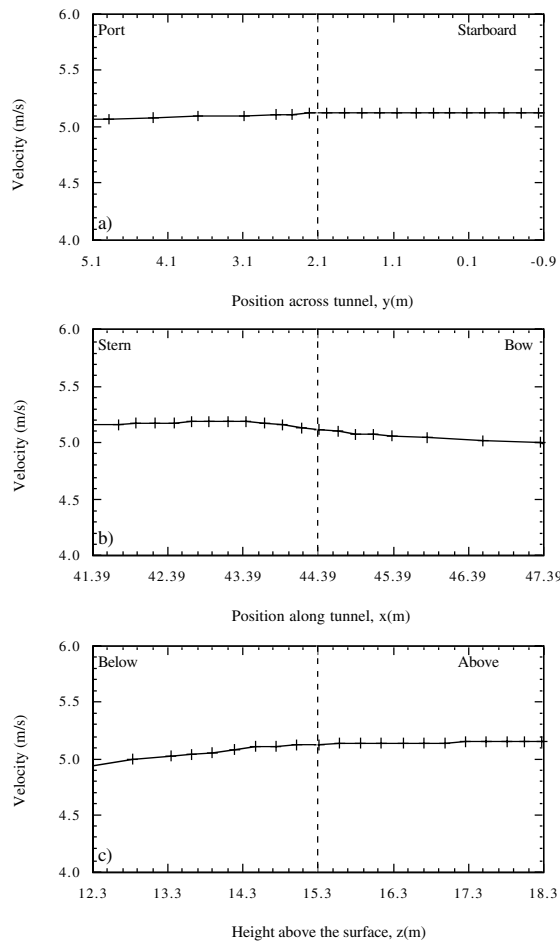 6.0
Port Starboard
5.5
Velocity (m/s)
5.0
4.5
a)
4.0
5.1 4.1 3.1 2.1 1.1 0.1 -0.9
Position across tunnel, y(m)
6.0
Stern Bow
5.5
Velocity (m/s)
5.0
4.5
b)
4.0
41.39 42.39 43.39 44.39 45.39 46.39 47.39
Position along tunnel, x(m)
6.0
Below Above
5.5
Velocity (m/s)
5.0
4.5
c)
4.0
12.3 13.3 14.3 15.3 16.3 17.3 18.3
Height above the surface, z(m)